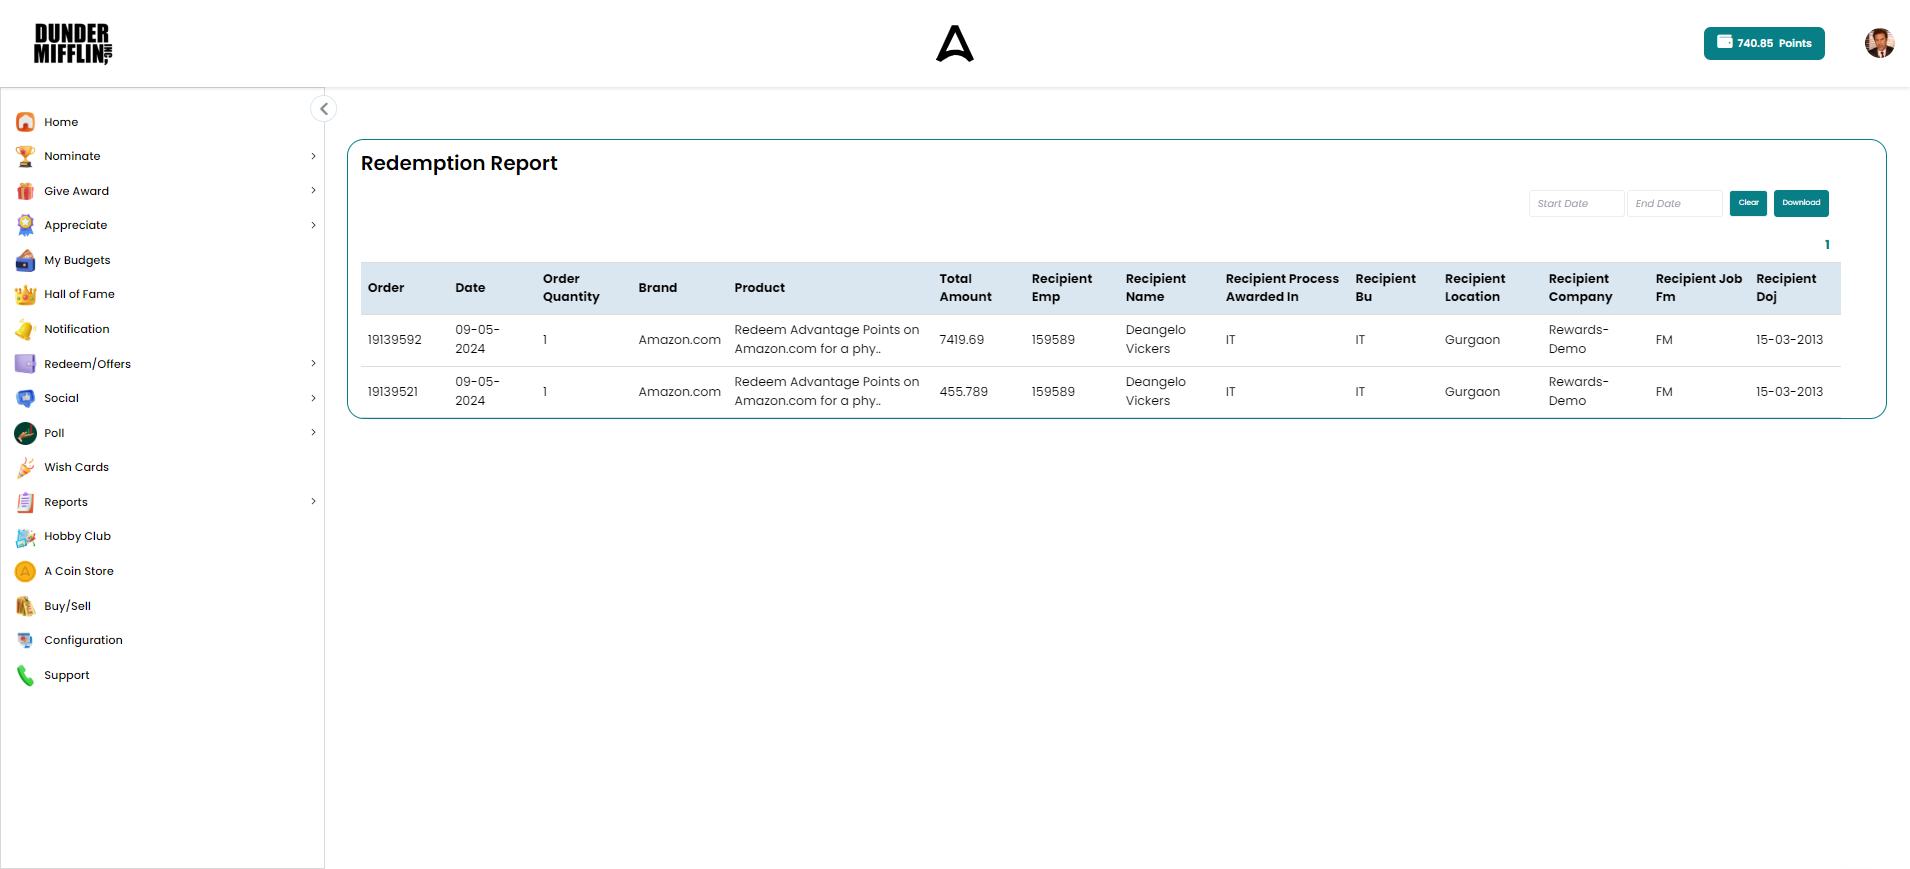 DUNDER
MIFFLIN, INC.
740.85 Points
Home
Nominate
Give Award
Appreciate
My Budgets
Hall of Fame
Notification
Redeem/Offers
Social
Poll
Wish Cards
Reports
Hobby Club
A Coin Store
Buy/Sell
Configuration
Support
Redemption Report
Start Date End Date Clear Download
1
Order Date Order Quantity Brand Product Total Amount Recipient Emp Recipient Name Recipient Process Awarded In Recipient Bu Recipient Location Recipient Company Recipient Job Fm Recipient Doj
19139592 09-05-2024 1 Amazon.com Redeem Advantage Points on Amazon.com for a phy.. 7419.69 159589 Deangelo Vickers IT IT Gurgaon Rewards-Demo FM 15-03-2013
19139521 09-05-2024 1 Amazon.com Redeem Advantage Points on Amazon.com for a phy.. 455.789 159589 Deangelo Vickers IT IT Gurgaon Rewards-Demo FM 15-03-2013